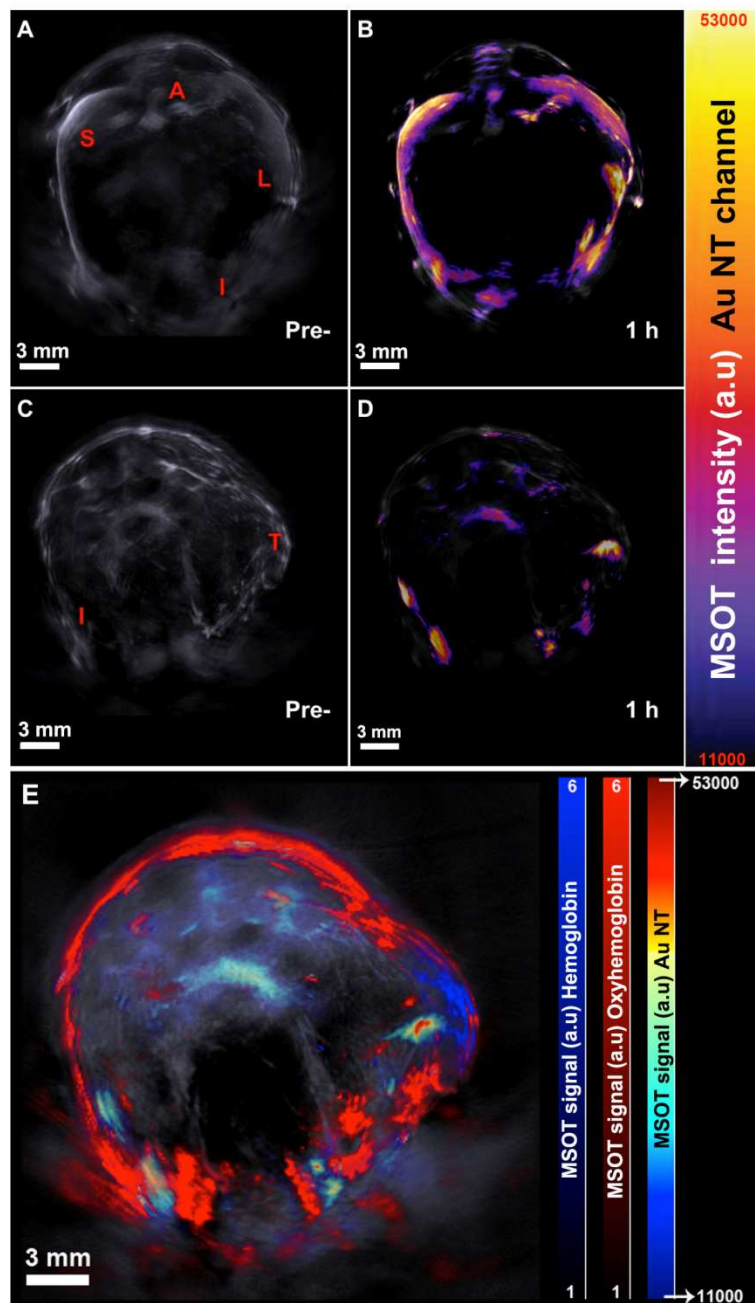 A
A
S
L
I
Pre-
3 mm
B
1 h
3 mm
53000
MSOT intensity (a.u) Au NT channel
11000
C
T
I
Pre-
3 mm
D
1 h
3 mm
E
3 mm
6
MSOT signal (a.u) Hemoglobin
1
6
MSOT signal (a.u) Oxyhemoglobin
1
53000
MSOT signal (a.u) Au NT
11000